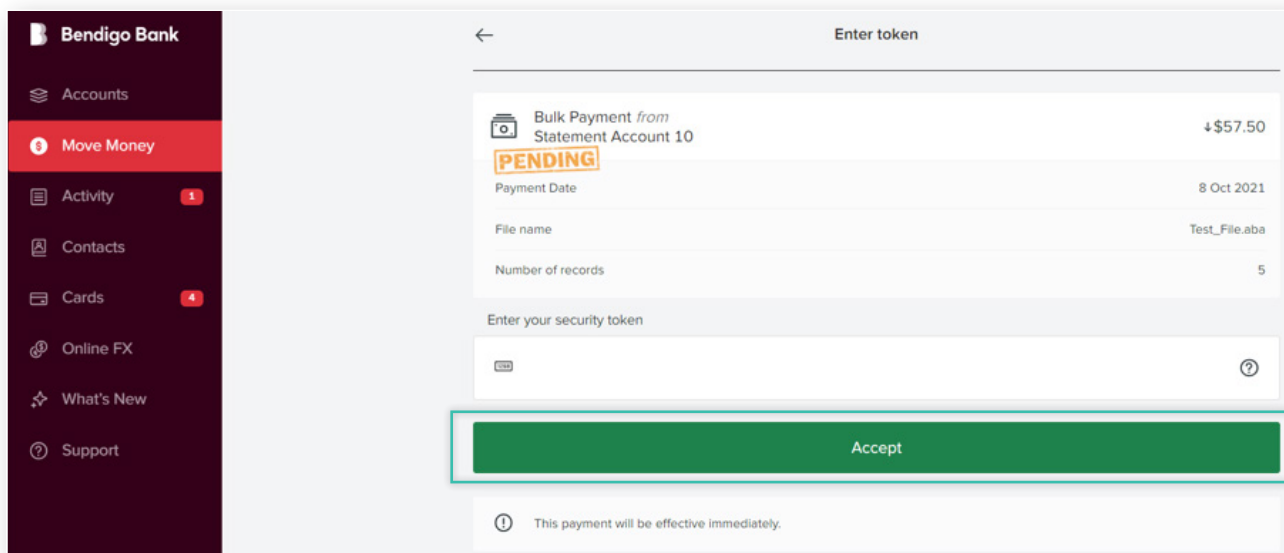 Bendigo Bank
Accounts
Move Money
Activity 1
Contacts
Cards 4
Online FX
What's New
Support
Enter token
Bulk Payment from
Statement Account 10
↓$57.50
PENDING
Payment Date 8 Oct 2021
File name Test_File.aba
Number of records 5
Enter your security token
Accept
This payment will be effective immediately.